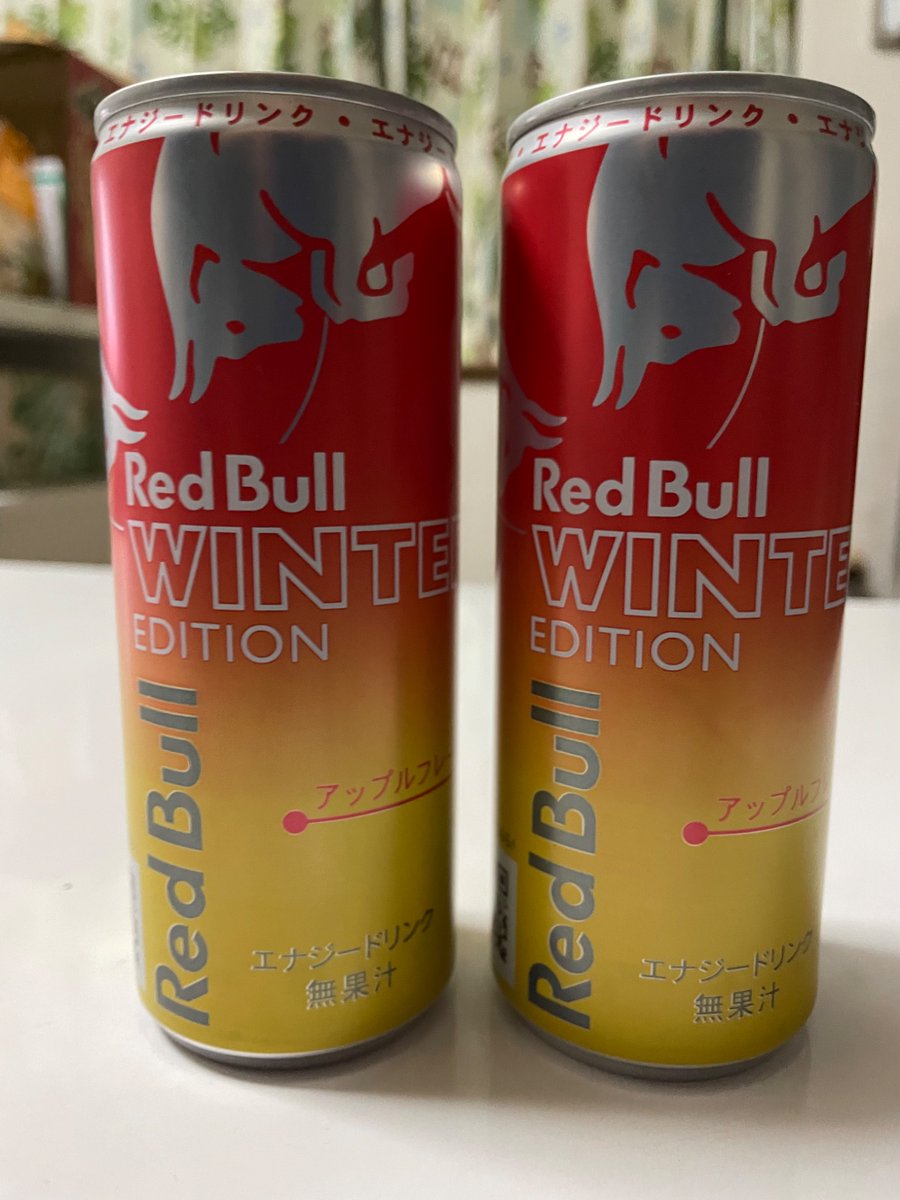 エナジードリンク • エナジー
Red Bull
WINTE
EDITION
Red Bull
アップルフレー
エナジードリンク
無果汁
• エナジードリンク • エナジ
Red Bull
WINTE
EDITION
Red Bull
アップルフ
エナジードリンク
無果汁